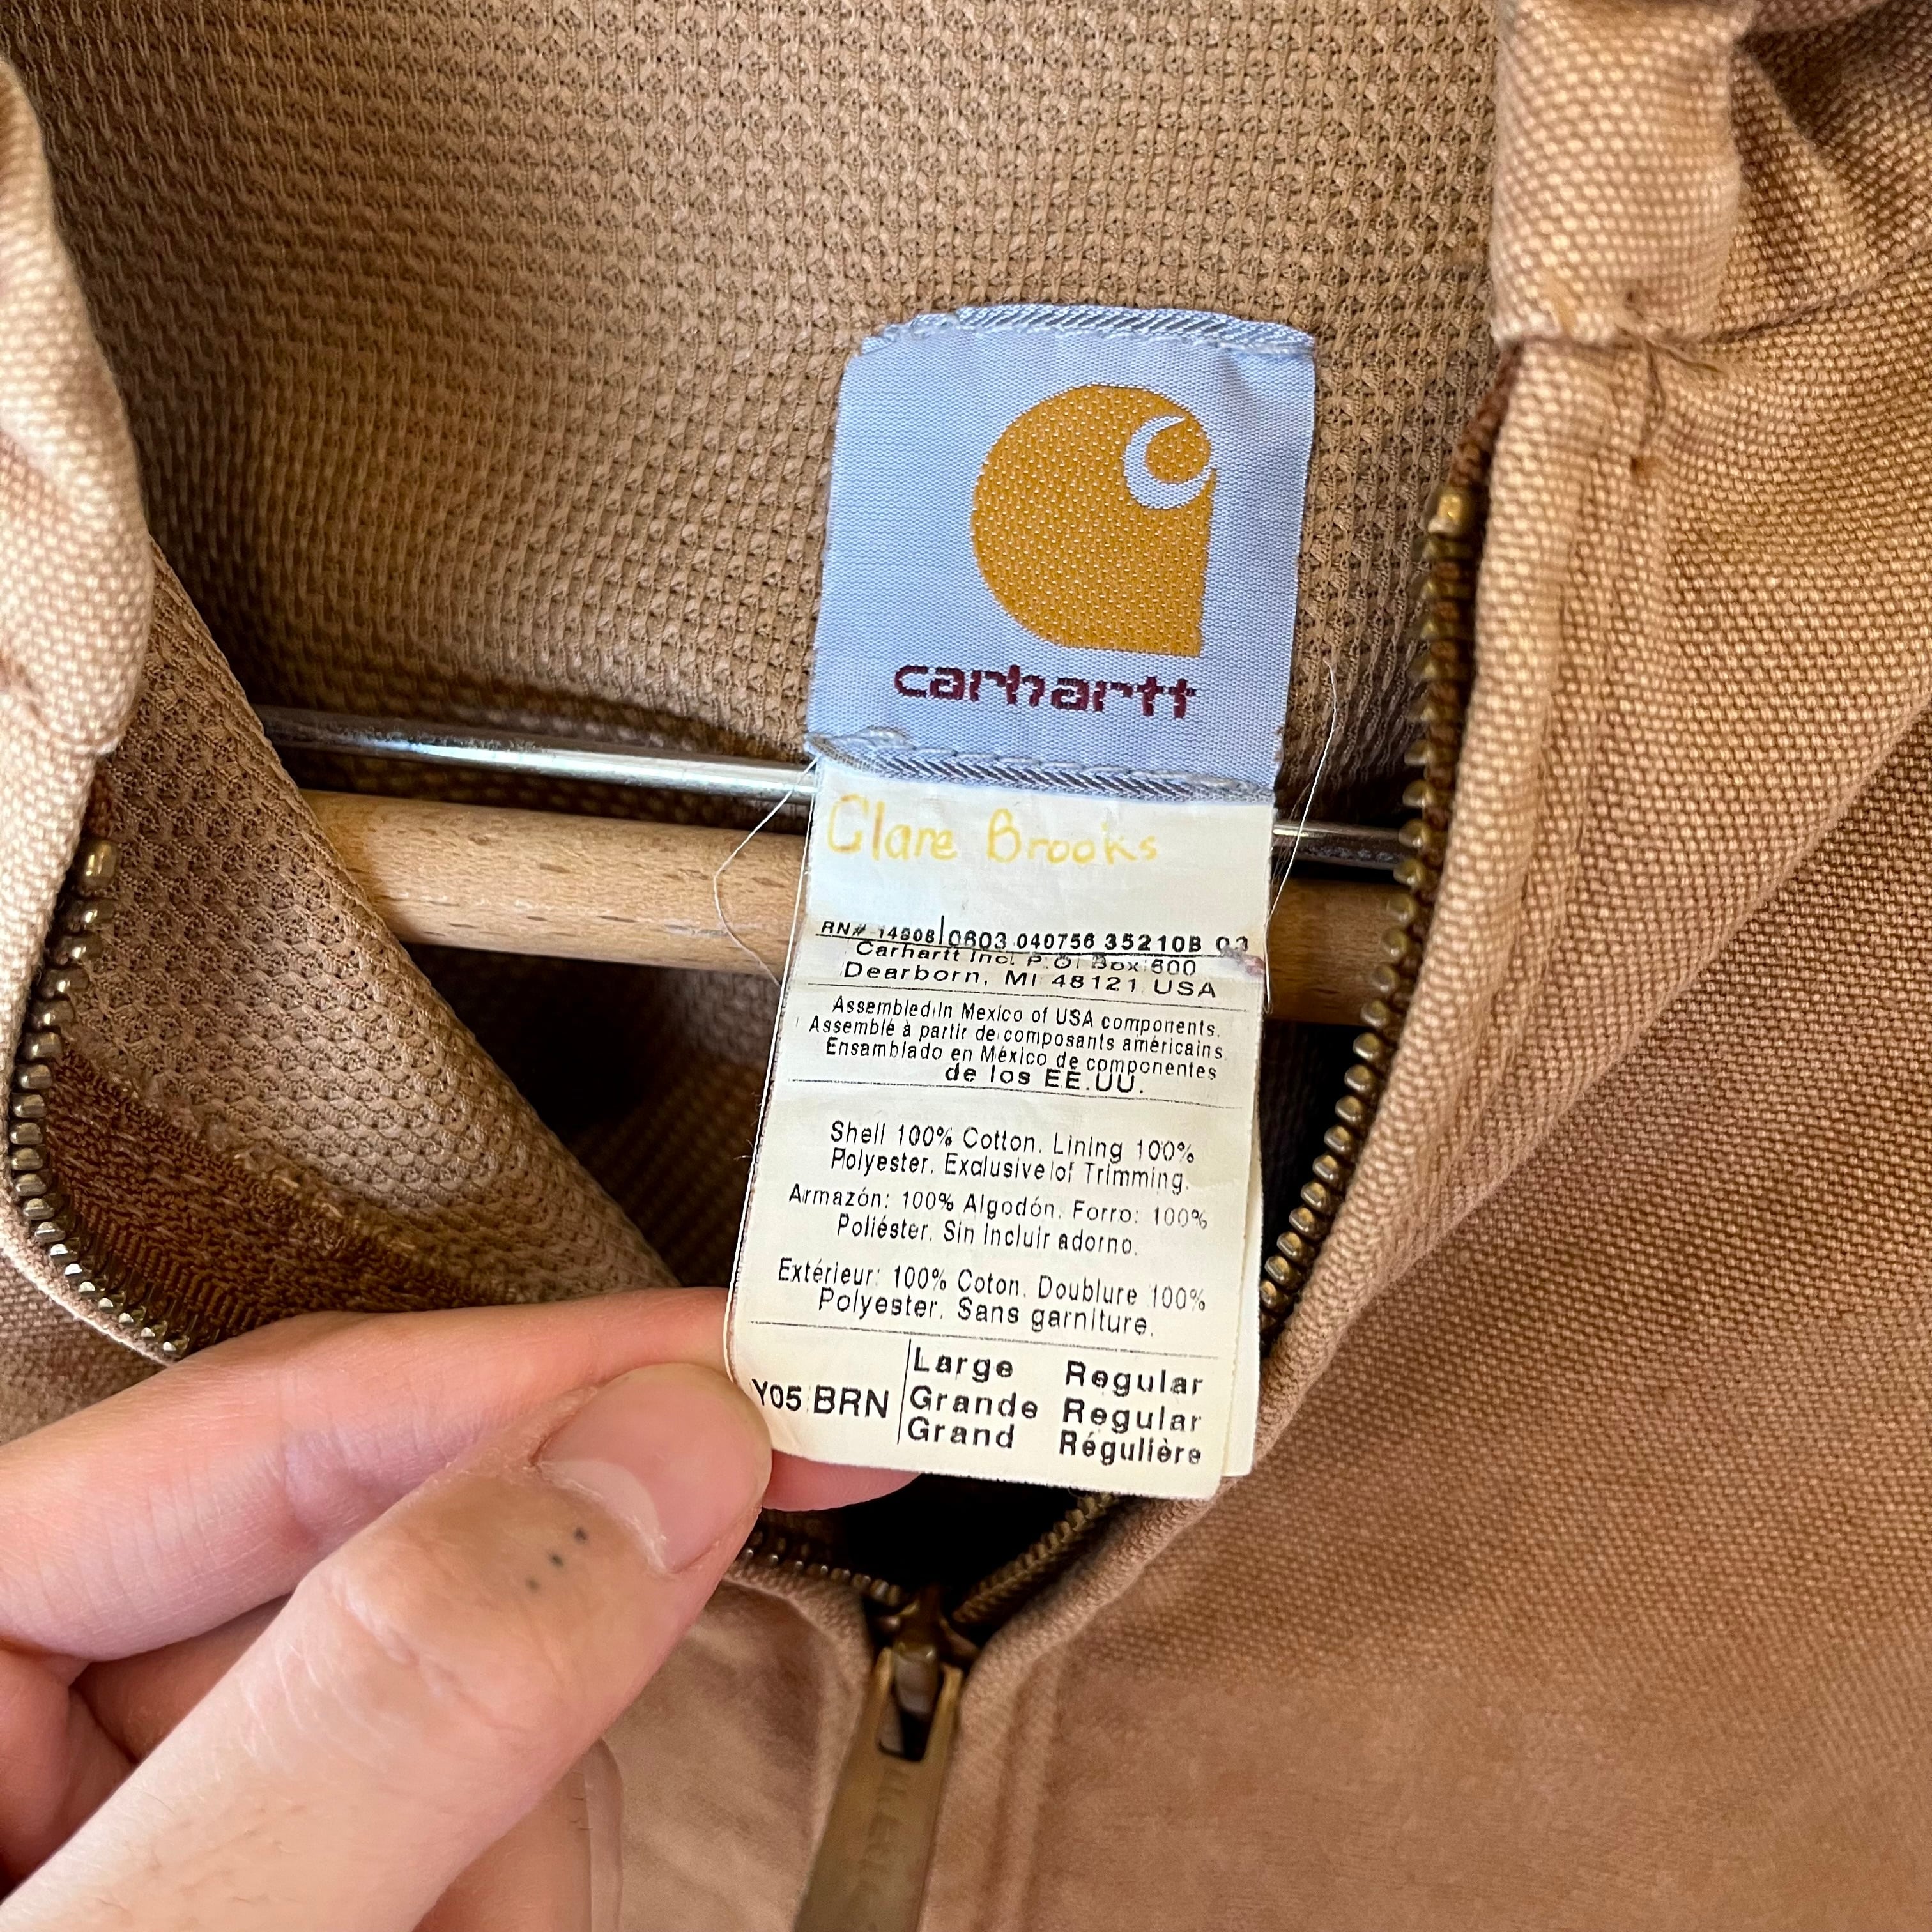 carhartt
Clare Brooks
RN# 14806 0603 040756 35210B 03
Carhartt Inc. P.O. Box 600
Dearborn, MI 48121 USA
Assembled in Mexico of USA components.
Assemblé à partir de composants américains
Ensamblado en México de componentes
de los EE.UU.
Shell 100% Cotton. Lining 100%
Polyester. Exclusive of Trimming.
Armazón: 100% Algodón. Forro: 100%
Poliéster. Sin incluir adorno.
Extérieur: 100% Coton. Doublure 100%
Polyester. Sans garniture.
Y05 BRN
Large Regular
Grande Regular
Grand Régulière